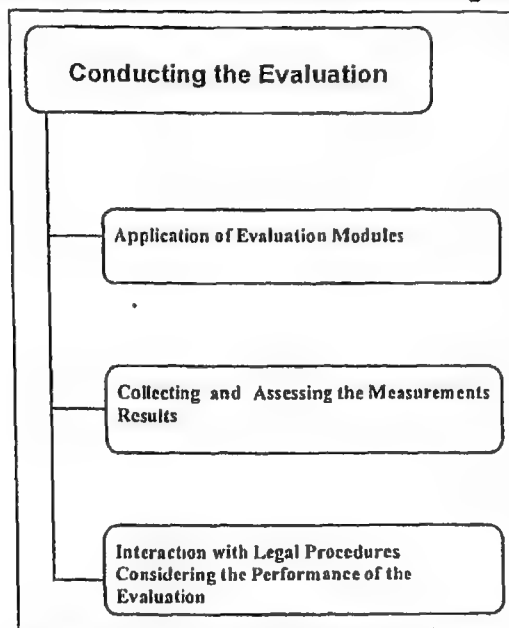 Conducting the Evaluation
Application of Evaluation Modules
Collecting and Assessing the Measurements
Results
Interaction with Legal Procedures
Considering the Performance of the
Evaluation